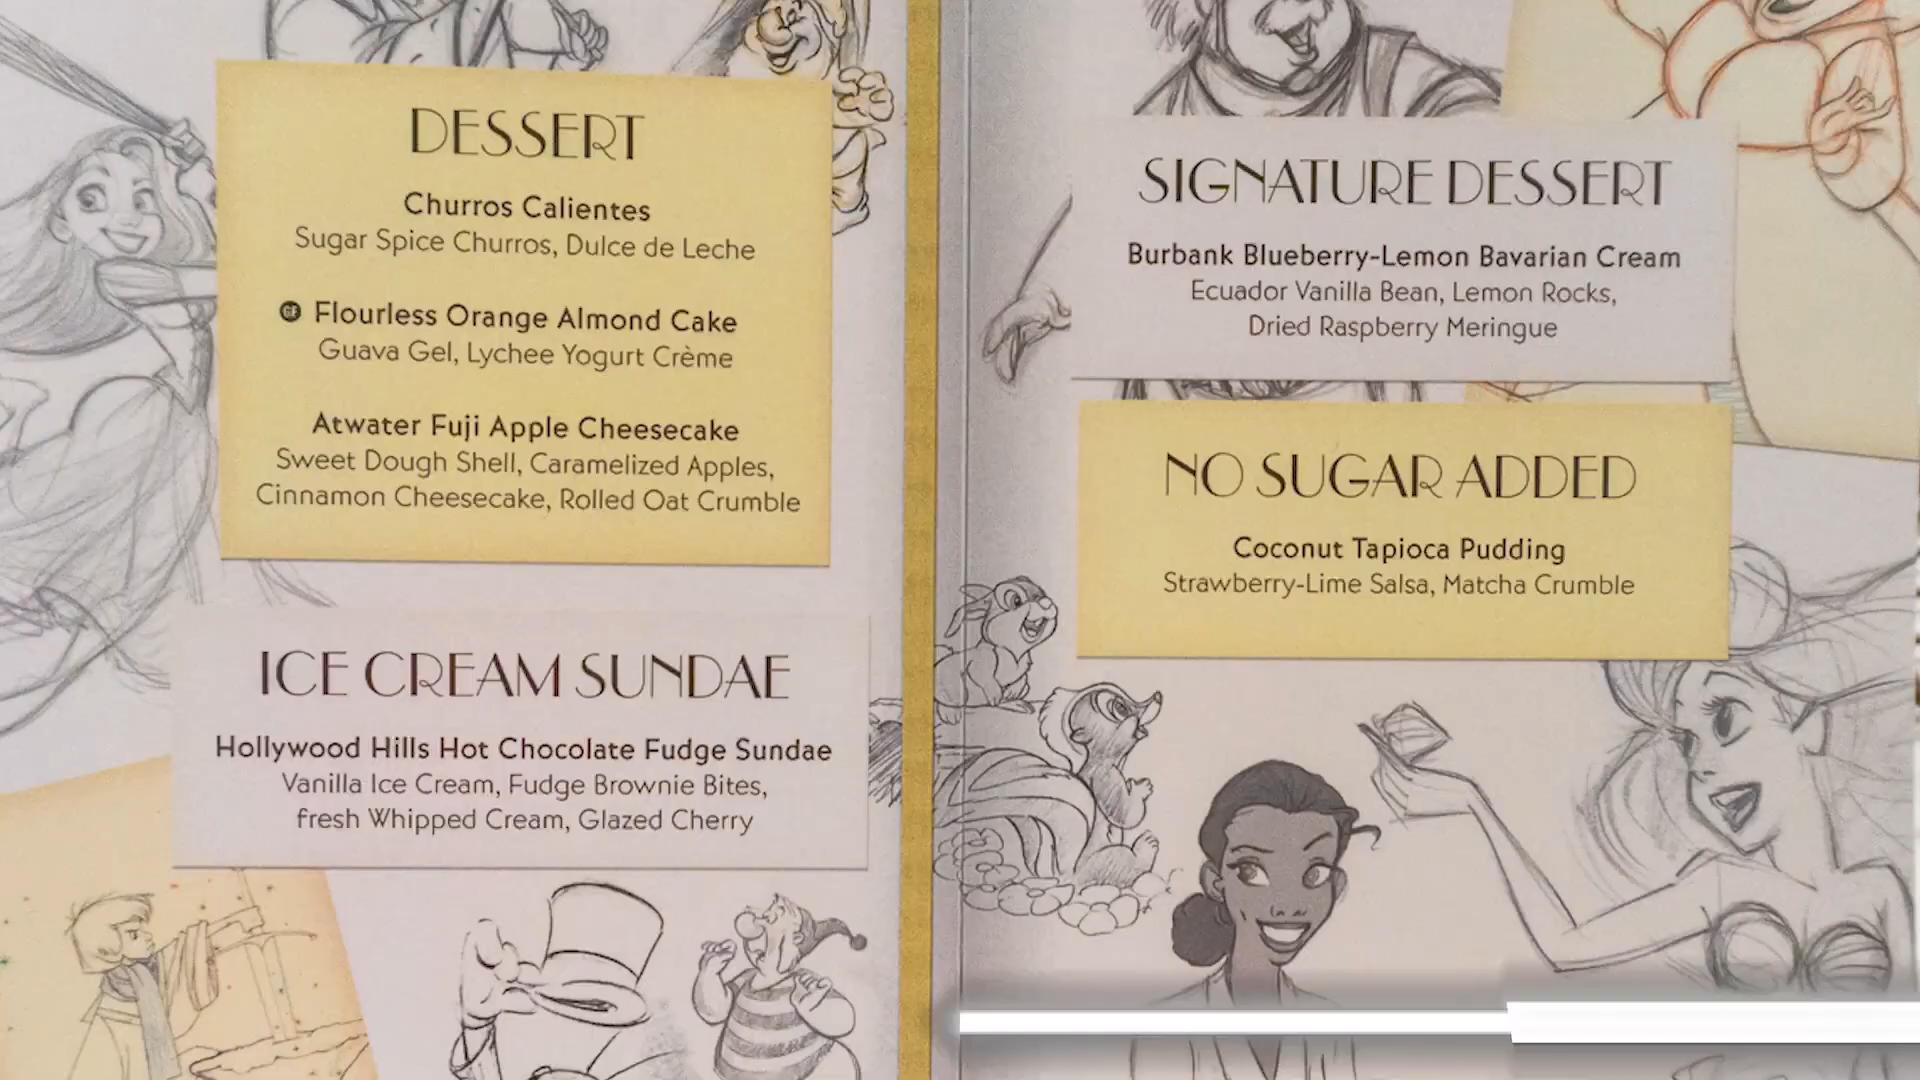 DESSERT
Churros Calientes
Sugar Spice Churros, Dulce de Leche
GF Flourless Orange Almond Cake
Guava Gel, Lychee Yogurt Crème
Atwater Fuji Apple Cheesecake
Sweet Dough Shell, Caramelized Apples,
Cinnamon Cheesecake, Rolled Oat Crumble
ICE CREAM SUNDAE
Hollywood Hills Hot Chocolate Fudge Sundae
Vanilla Ice Cream, Fudge Brownie Bites,
fresh Whipped Cream, Glazed Cherry
SIGNATURE DESSERT
Burbank Blueberry-Lemon Bavarian Cream
Ecuador Vanilla Bean, Lemon Rocks,
Dried Raspberry Meringue
NO SUGAR ADDED
Coconut Tapioca Pudding
Strawberry-Lime Salsa, Matcha Crumble